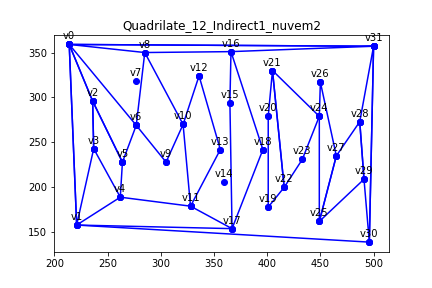 Quadrilate_12_Indirect1_nuvem2
v0
v31
v8
v16
350
v7
v12
v21
v26
300
v2
v15
v6
v10
v20
v24
v28
250
v3
v5
v9
v13
v18
v23
v27
200
v4
v14
v22
v29
v11
v19
150
v1
v17
v25
v30
200
250
300
350
400
450
500